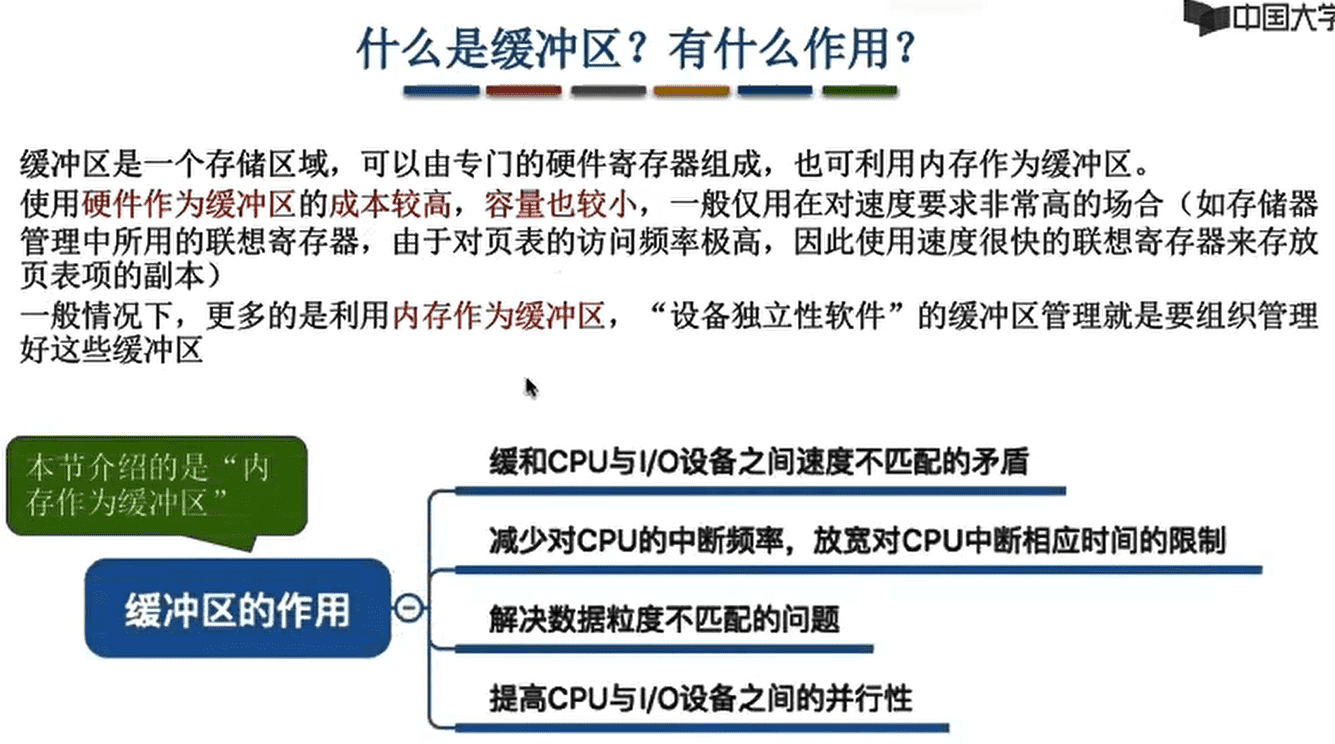 中国大学
什么是缓冲区？有什么作用？
缓冲区是一个存储区域，可以由专门的硬件寄存器组成，也可利用内存作为缓冲区。
使用硬件作为缓冲区的成本较高，容量也较小，一般仅用在对速度要求非常高的场合（如存储器
管理中所用的联想寄存器，由于对页表的访问频率极高，因此使用速度很快的联想寄存器来存放
页表项的副本）
一般情况下，更多的是利用内存作为缓冲区，“设备独立性软件”的缓冲区管理就是要组织管理
好这些缓冲区
本节介绍的是“内
存作为缓冲区”
缓冲区的作用
缓和CPU与I/O设备之间速度不匹配的矛盾
减少对CPU的中断频率，放宽对CPU中断相应时间的限制
解决数据粒度不匹配的问题
提高CPU与I/O设备之间的并行性